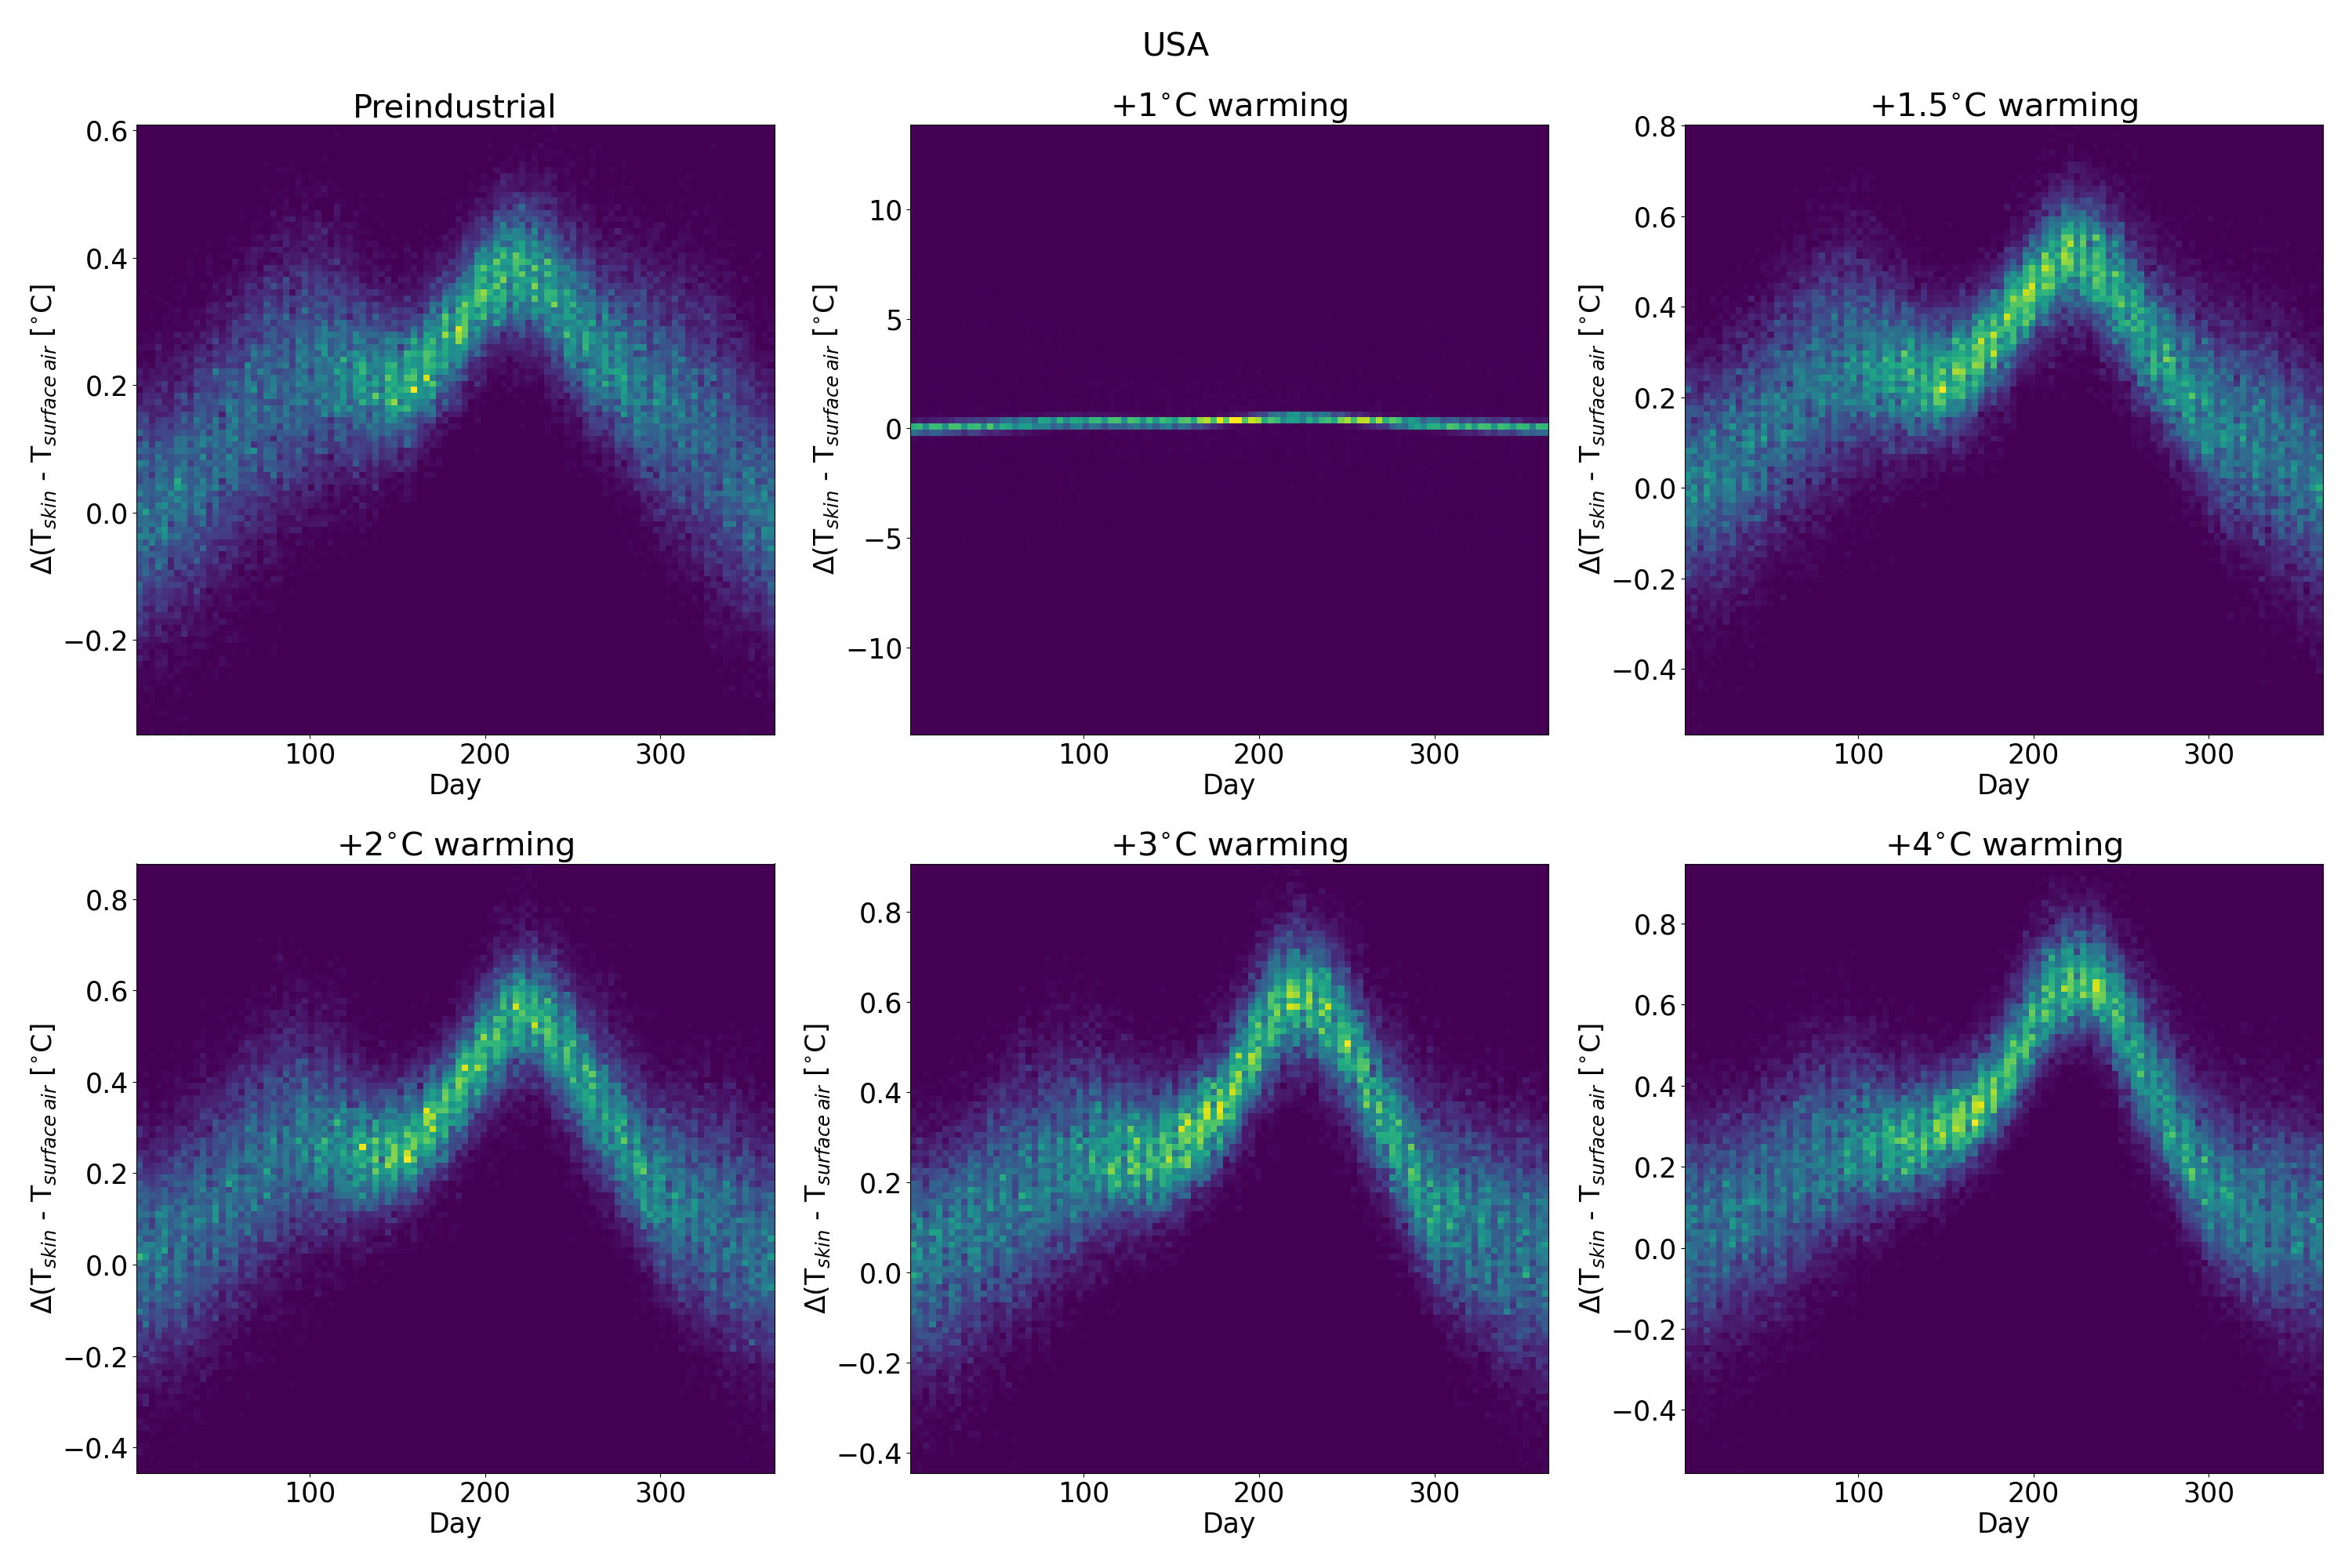 USA
Preindustrial
+1°C warming
+1.5°C warming
0.6
0.4
0.2
0.0
−0.2
Δ(T_skin - T_surface air [°C]
100 200 300
Day
10
5
0
−5
−10
Δ(T_skin - T_surface air [°C]
100 200 300
Day
0.8
0.6
0.4
0.2
0.0
−0.2
−0.4
Δ(T_skin - T_surface air [°C]
100 200 300
Day
+2°C warming
+3°C warming
+4°C warming
0.8
0.6
0.4
0.2
0.0
−0.2
−0.4
Δ(T_skin - T_surface air [°C]
100 200 300
Day
0.8
0.6
0.4
0.2
0.0
−0.2
−0.4
Δ(T_skin - T_surface air [°C]
100 200 300
Day
0.8
0.6
0.4
0.2
0.0
−0.2
−0.4
Δ(T_skin - T_surface air [°C]
100 200 300
Day